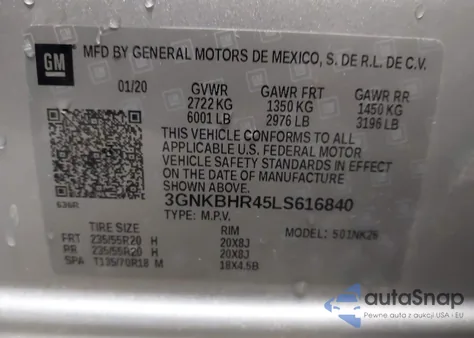 GM
MFD BY GENERAL MOTORS DE MEXICO, S. DE R.L. DE C.V.
01/20 GVWR GAWR FRT GAWR RR
2722 KG 1350 KG 1450 KG
6001 LB 2976 LB 3196 LB
THIS VEHICLE CONFORMS TO ALL
APPLICABLE U.S. FEDERAL MOTOR
VEHICLE SAFETY STANDARDS IN EFFECT
ON THE DATE OF MANUFACTURE
SHOWN ABOVE.
3GNKBHR45LS616840
636R TYPE: M.P.V. MODEL: 501NK26
TIRE SIZE RIM
FRT 235/55R20 H 20X8J
RR 235/55R20 H 20X8J
SPA T135/70R18 M 18X4.5B
autoSnap
Pewne auta z aukcji USA - EU